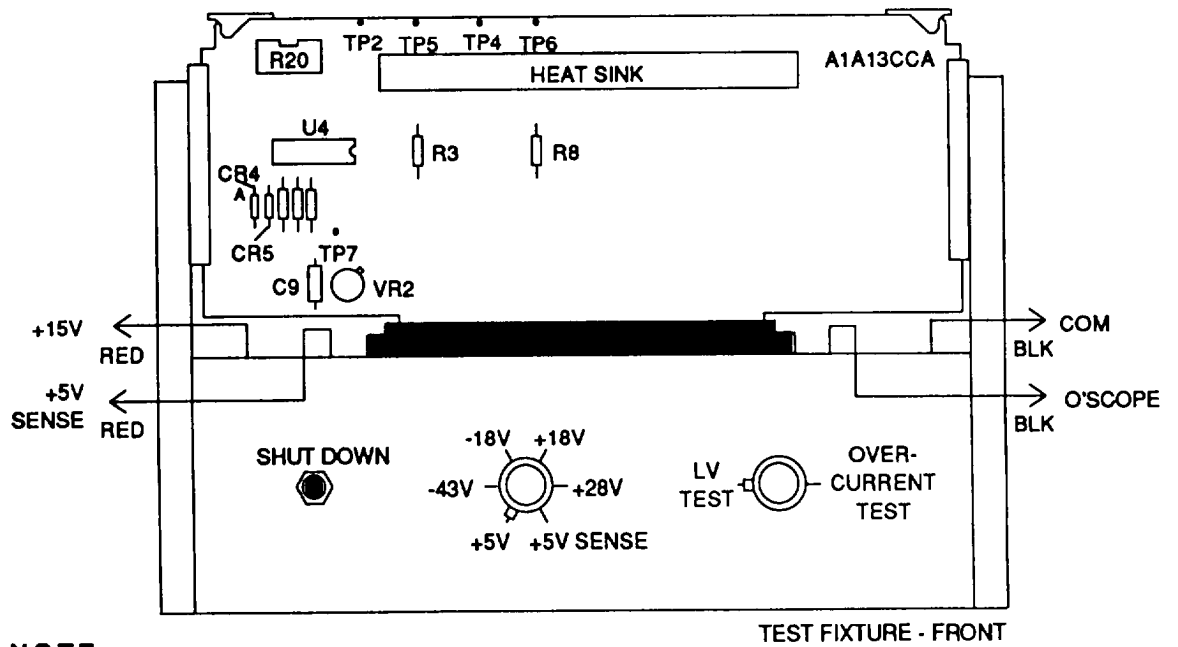 TP2 TP5 TP4 TP6
R20
A1A13CCA
HEAT SINK
U4
R3
R8
CR4
A
CR5
TP7
C9
VR2
+15V
RED
COM
BLK
+5V
SENSE
RED
O'SCOPE
BLK
SHUT DOWN
-18V +18V
-43V
+28V
+5V
+5V SENSE
LV
TEST
OVER-
CURRENT
TEST
TEST FIXTURE - FRONT